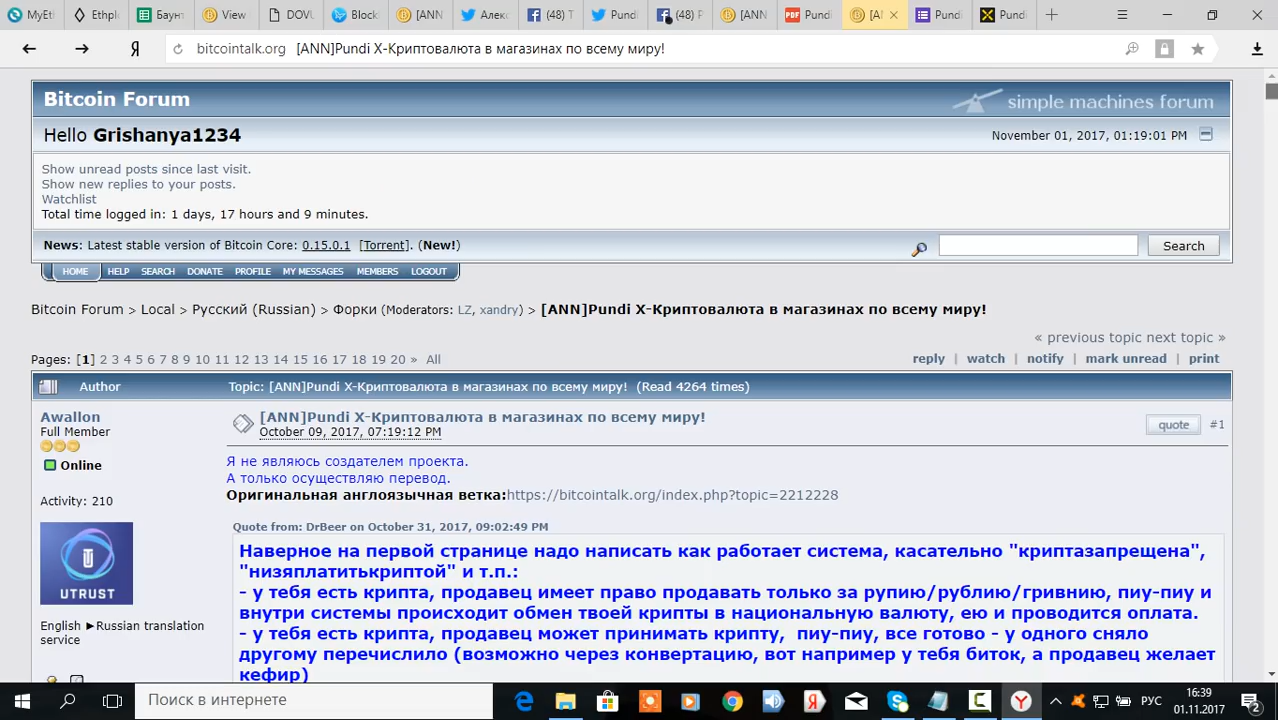 MyEt
Ethple
Баунт
View
DOVU
Block
[ANN
Алекс
(48) T
Pundi
(48) P
[ANN
Pundi
[AN
Pundi
Pundi
bitcointalk.org [ANN]Pundi X-Криптовалюта в магазинах по всему миру!
Bitcoin Forum
simple machines forum
Hello Grishanya1234
November 01, 2017, 01:19:01 PM
Show unread posts since last visit.
Show new replies to your posts.
Watchlist
Total time logged in: 1 days, 17 hours and 9 minutes.
News: Latest stable version of Bitcoin Core: 0.15.0.1 [Torrent]. (New!)
Search
HOME HELP SEARCH DONATE PROFILE MY MESSAGES MEMBERS LOGOUT
Bitcoin Forum > Local > Русский (Russian) > Форки (Moderators: LZ, xandry) > [ANN]Pundi X-Криптовалюта в магазинах по всему миру!
« previous topic next topic »
Pages: [1] 2 3 4 5 6 7 8 9 10 11 12 13 14 15 16 17 18 19 20 » All
reply | watch | notify | mark unread | print
Author
Topic: [ANN]Pundi X-Криптовалюта в магазинах по всему миру! (Read 4264 times)
Awallon
Full Member
Online
Activity: 210
UTRUST
English ►Russian translation
service
[ANN]Pundi X-Криптовалюта в магазинах по всему миру!
October 09, 2017, 07:19:12 PM
quote
#1
Я не являюсь создателем проекта.
А только осуществляю перевод.
Оригинальная англоязычная ветка:https://bitcointalk.org/index.php?topic=2212228
Quote from: DrBeer on October 31, 2017, 09:02:49 PM
Наверное на первой странице надо написать как работает система, касательно "криптазапрещена",
"низяплатитькриптой" и т.п.:
- у тебя есть крипта, продавец имеет право продавать только за рупию/рублию/гривнию, пиу-пиу и
внутри системы происходит обмен твоей крипты в национальную валюту, ею и проводится оплата.
- у тебя есть крипта, продавец может принимать крипту, пиу-пиу, все готово - у одного сняло
другому перечислило (возможно через конвертацию, вот например у тебя биток, а продавец желает
кефир)
Поиск в интернете
РУС
16:39
01.11.2017
2